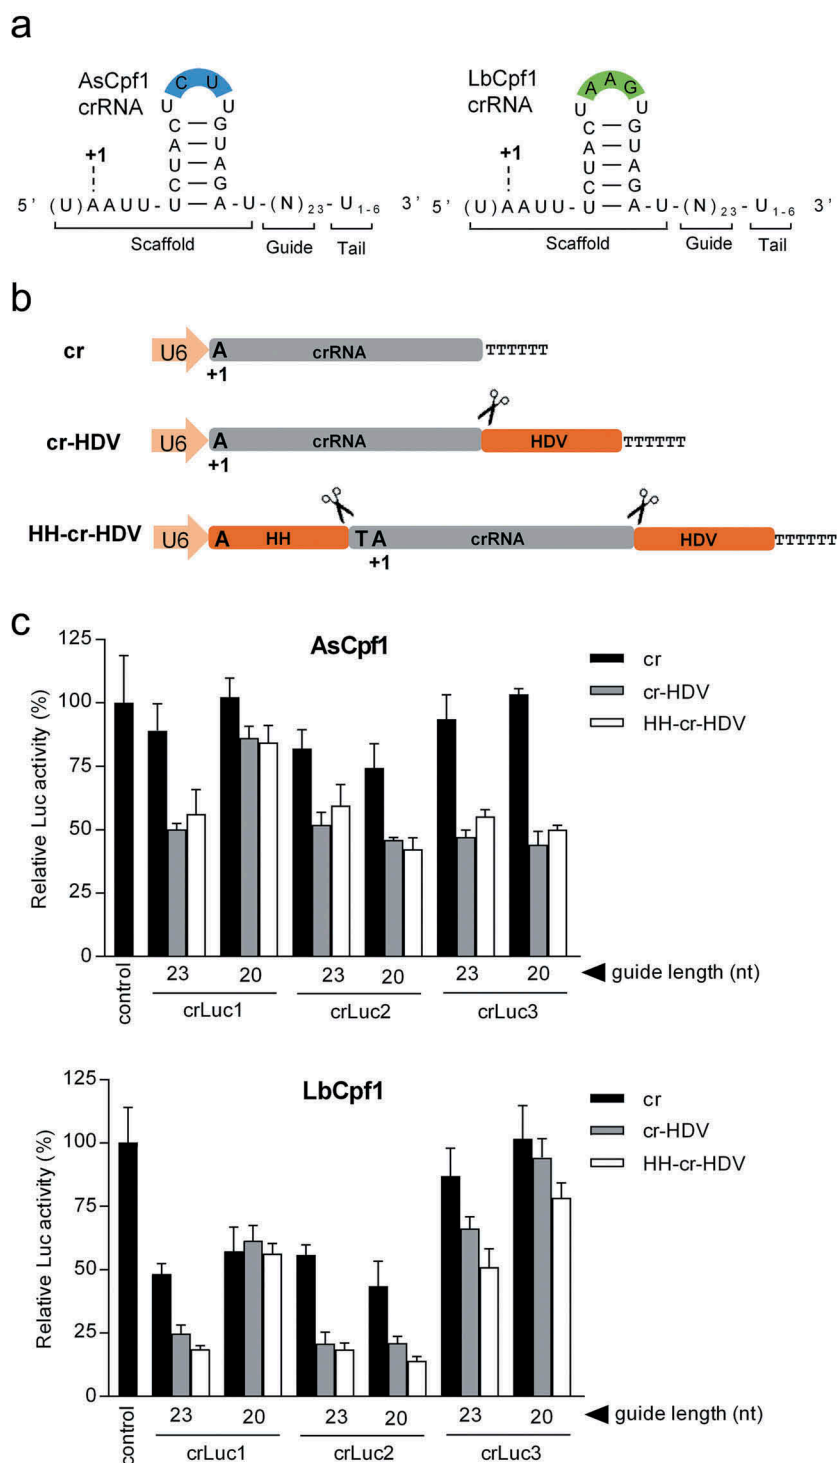 a
AsCpf1
crRNA
C U
U U
C G
A U
U A
C G
+1
5’ (U)AAUU-U A-U-(N)23-U1-6 3’
Scaffold Guide Tail
LbCpf1
crRNA
A A G
U U
C G
A U
U A
C G
+1
5’ (U)AAUU-U A-U-(N)23-U1-6 3’
Scaffold Guide Tail
b
cr U6 A crRNA TTTTTT
+1
cr-HDV U6 A crRNA HDV TTTTTT
+1
HH-cr-HDV U6 A HH TA crRNA HDV TTTTTT
+1
c
AsCpf1
Relative Luc activity (%)
125
100
75
50
25
0
cr
cr-HDV
HH-cr-HDV
control
23 20 23 20 23 20
guide length (nt)
crLuc1 crLuc2 crLuc3
LbCpf1
Relative Luc activity (%)
125
100
75
50
25
0
cr
cr-HDV
HH-cr-HDV
control
23 20 23 20 23 20
guide length (nt)
crLuc1 crLuc2 crLuc3